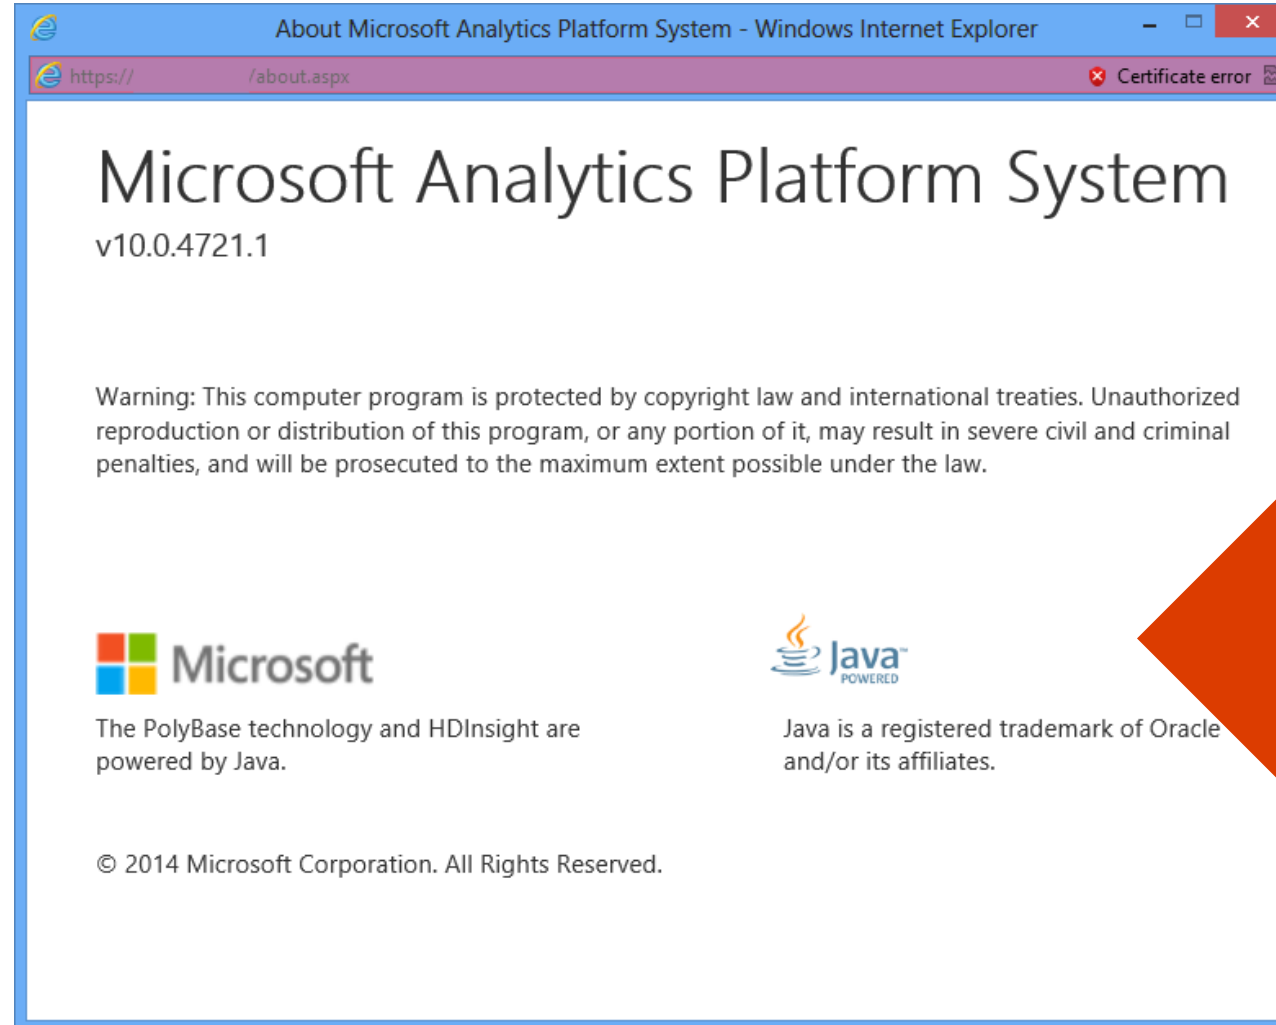 About Microsoft Analytics Platform System - Windows Internet Explorer
https:// /about.aspx Certificate error
Microsoft Analytics Platform System
v10.0.4721.1
Warning: This computer program is protected by copyright law and international treaties. Unauthorized
reproduction or distribution of this program, or any portion of it, may result in severe civil and criminal
penalties, and will be prosecuted to the maximum extent possible under the law.
Microsoft
Java™
POWERED
The PolyBase technology and HDInsight are
powered by Java.
Java is a registered trademark of Oracle
and/or its affiliates.
© 2014 Microsoft Corporation. All Rights Reserved.